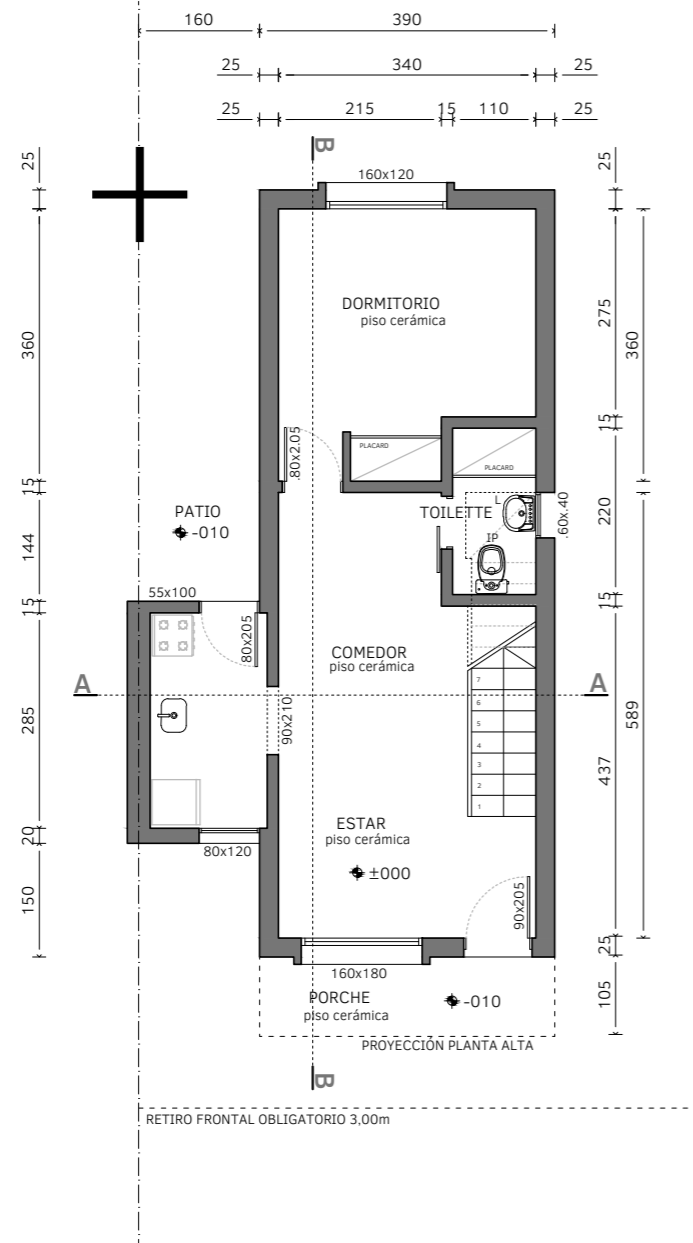 160 390
25 340 25
25 215 15 110 25
B
25
25
160x120
DORMITORIO
piso cerámica
360
275
360
PLACARD
.80x2.05
15
PLACARD
15
PATIO
-010
TOILETTE
L
IP
.60x.40
220
144
55x100
15
15
80x205
COMEDOR
piso cerámica
A
A
7
6
5
4
3
2
1
285
90x210
589
437
ESTAR
piso cerámica
±000
20
80x120
90x205
150
25
160x180
PORCHE
piso cerámica
-010
105
PROYECCIÓN PLANTA ALTA
B
RETIRO FRONTAL OBLIGATORIO 3,00m